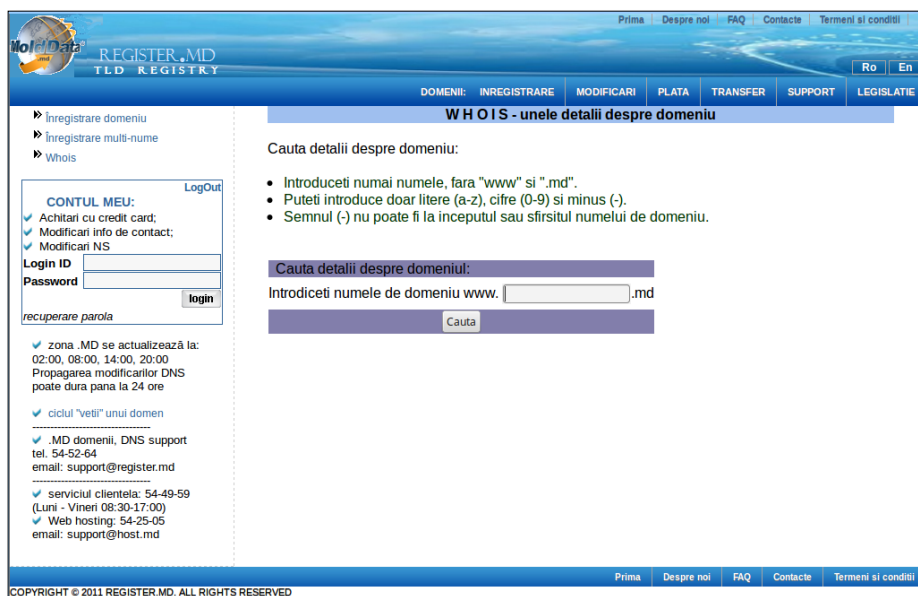 Prima Despre noi FAQ Contacte Termeni si conditii
MoldData
.md
REGISTER.MD
TLD REGISTRY
Ro En
DOMENII: INREGISTRARE MODIFICARI PLATA TRANSFER SUPPORT LEGISLATIE
Înregistrare domeniu
Înregistrare multi-nume
Whois
LogOut
CONTUL MEU:
Achitari cu credit card;
Modificari info de contact;
Modificari NS
Login ID
Password
login
recuperare parola
zona .MD se actualizează la:
02:00, 08:00, 14:00, 20:00
Propagarea modificarilor DNS
poate dura pana la 24 ore
ciclul "vetii" unui domen
---------------------------------
.MD domenii, DNS support
tel. 54-52-64
email: support@register.md
---------------------------------
serviciul clientela: 54-49-59
(Luni - Vineri 08:30-17:00)
Web hosting: 54-25-05
email: support@host.md
W H O I S - unele detalii despre domeniu
Cauta detalii despre domeniu:
Introduceti numai numele, fara "www" si ".md".
Puteti introduce doar litere (a-z), cifre (0-9) si minus (-).
Semnul (-) nu poate fi la inceputul sau sfirsitul numelui de domeniu.
Cauta detalii despre domeniul:
Introdiceti numele de domeniu www. .md
Cauta
Prima Despre noi FAQ Contacte Termeni si conditii
COPYRIGHT © 2011 REGISTER.MD. ALL RIGHTS RESERVED